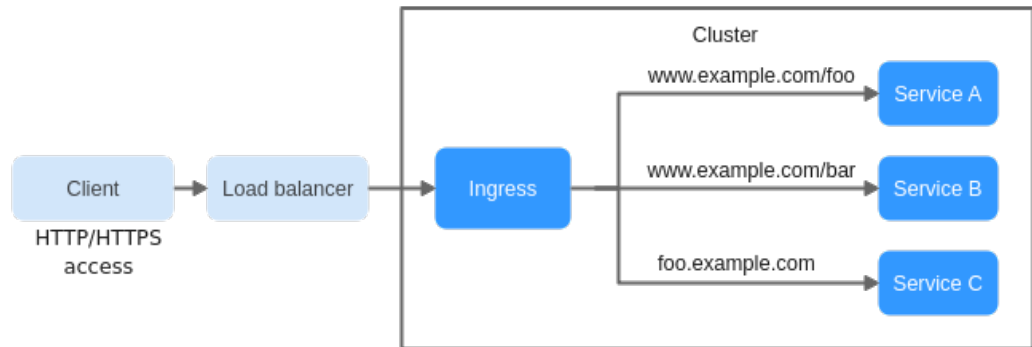 Cluster
www.example.com/foo
Service A
Client
Load balancer
Ingress
www.example.com/bar
Service B
HTTP/HTTPS
access
foo.example.com
Service C